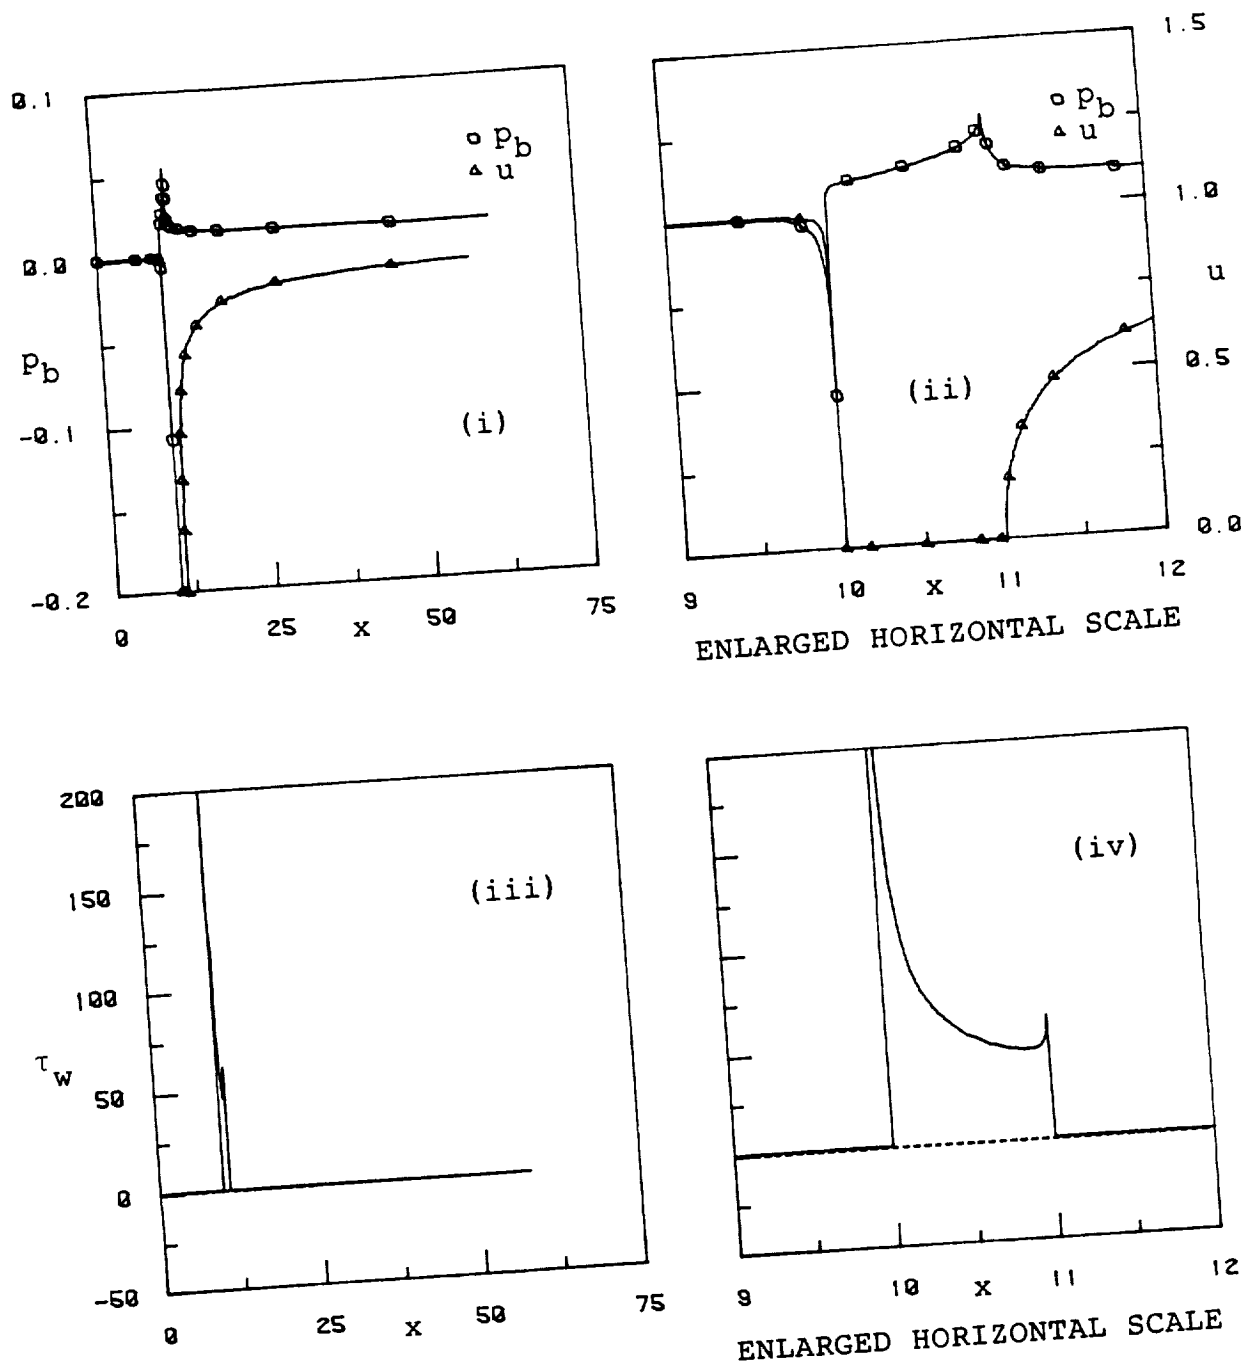 0.1
0.0
p_b
-0.1
-0.2
○ p_b
△ u
(i)
0 25 x 50 75
1.5
1.0
u
0.5
0.0
○ p_b
△ u
(ii)
9 10 x 11 12
ENLARGED HORIZONTAL SCALE
200
150
100
τ_w
50
0
-50
(iii)
0 25 x 50 75
(iv)
9 10 x 11 12
ENLARGED HORIZONTAL SCALE